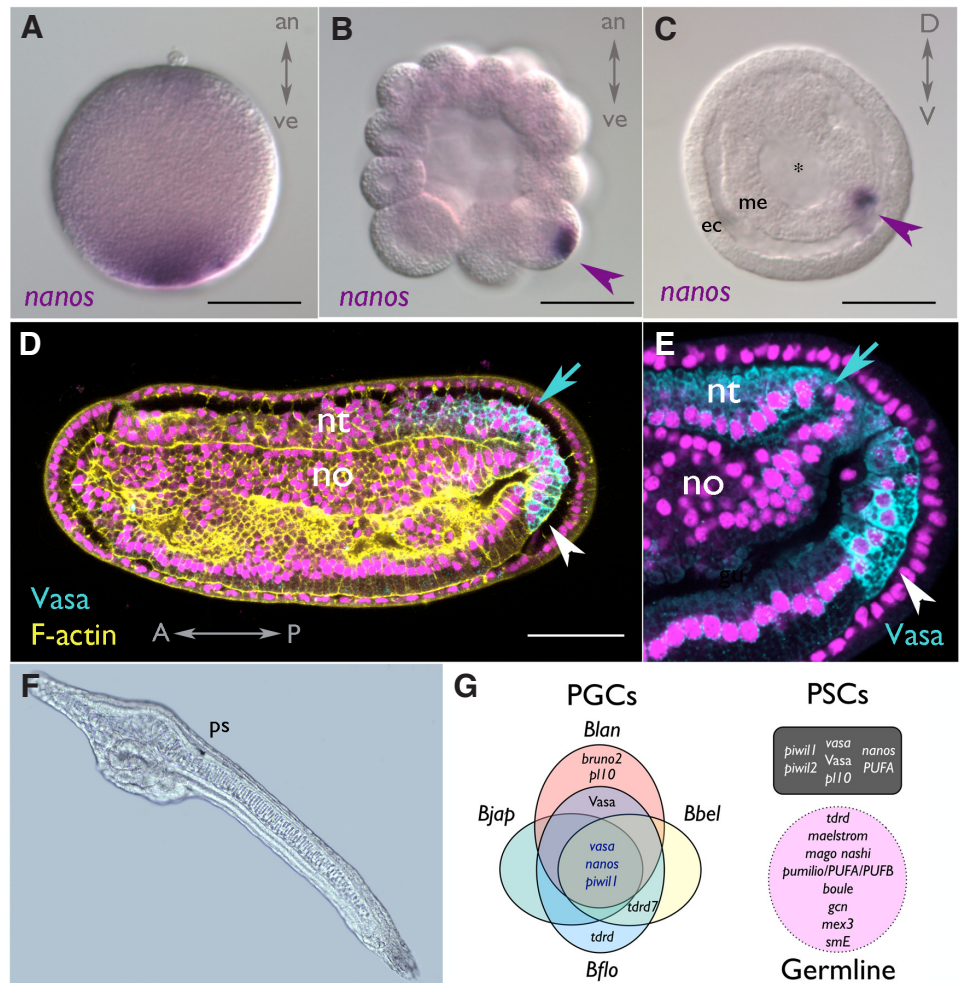 A
an
ve
nanos
B
an
ve
nanos
C
D
V
*
me
ec
nanos
D
nt
no
Vasa
F-actin
A P
E
nt
no
gu
Vasa
F
ps
G
PGCs
Blan
bruno2
pl10
Vasa
Bjap
Bbel
vasa
nanos
piwil1
tdrd7
tdrd
Bflo
PSCs
piwil1 vasa nanos
piwil2 Vasa PUFA
pl10
tdrd
maelstrom
mago nashi
pumilio/PUFA/PUFB
boule
gcn
mex3
smE
Germline